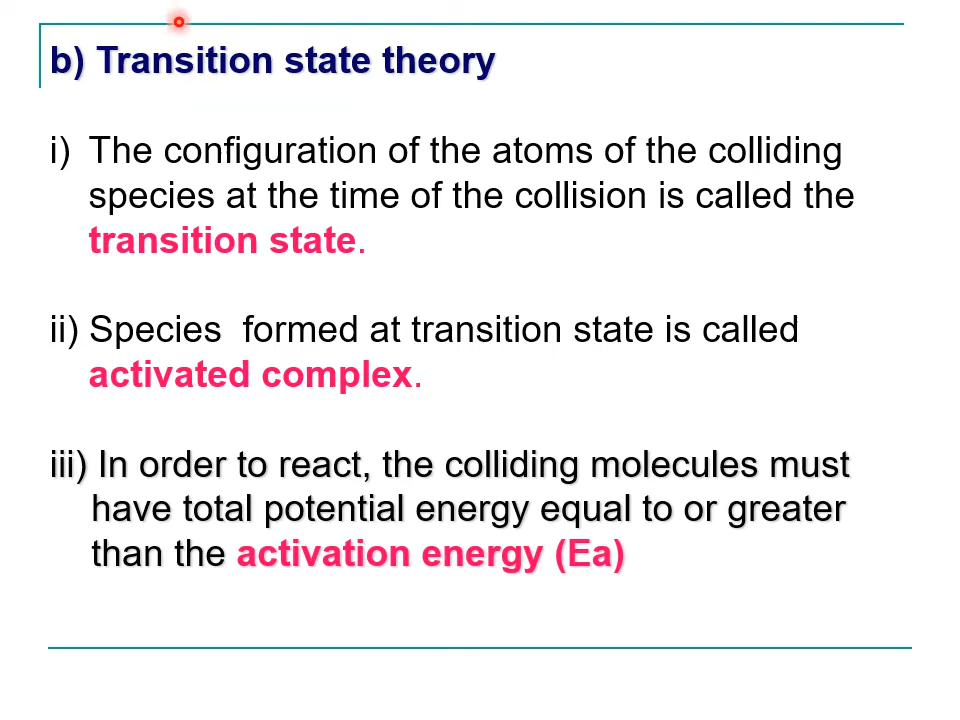 b) Transition state theory
i) The configuration of the atoms of the colliding
species at the time of the collision is called the
transition state.
ii) Species formed at transition state is called
activated complex.
iii) In order to react, the colliding molecules must
have total potential energy equal to or greater
than the activation energy (Ea)